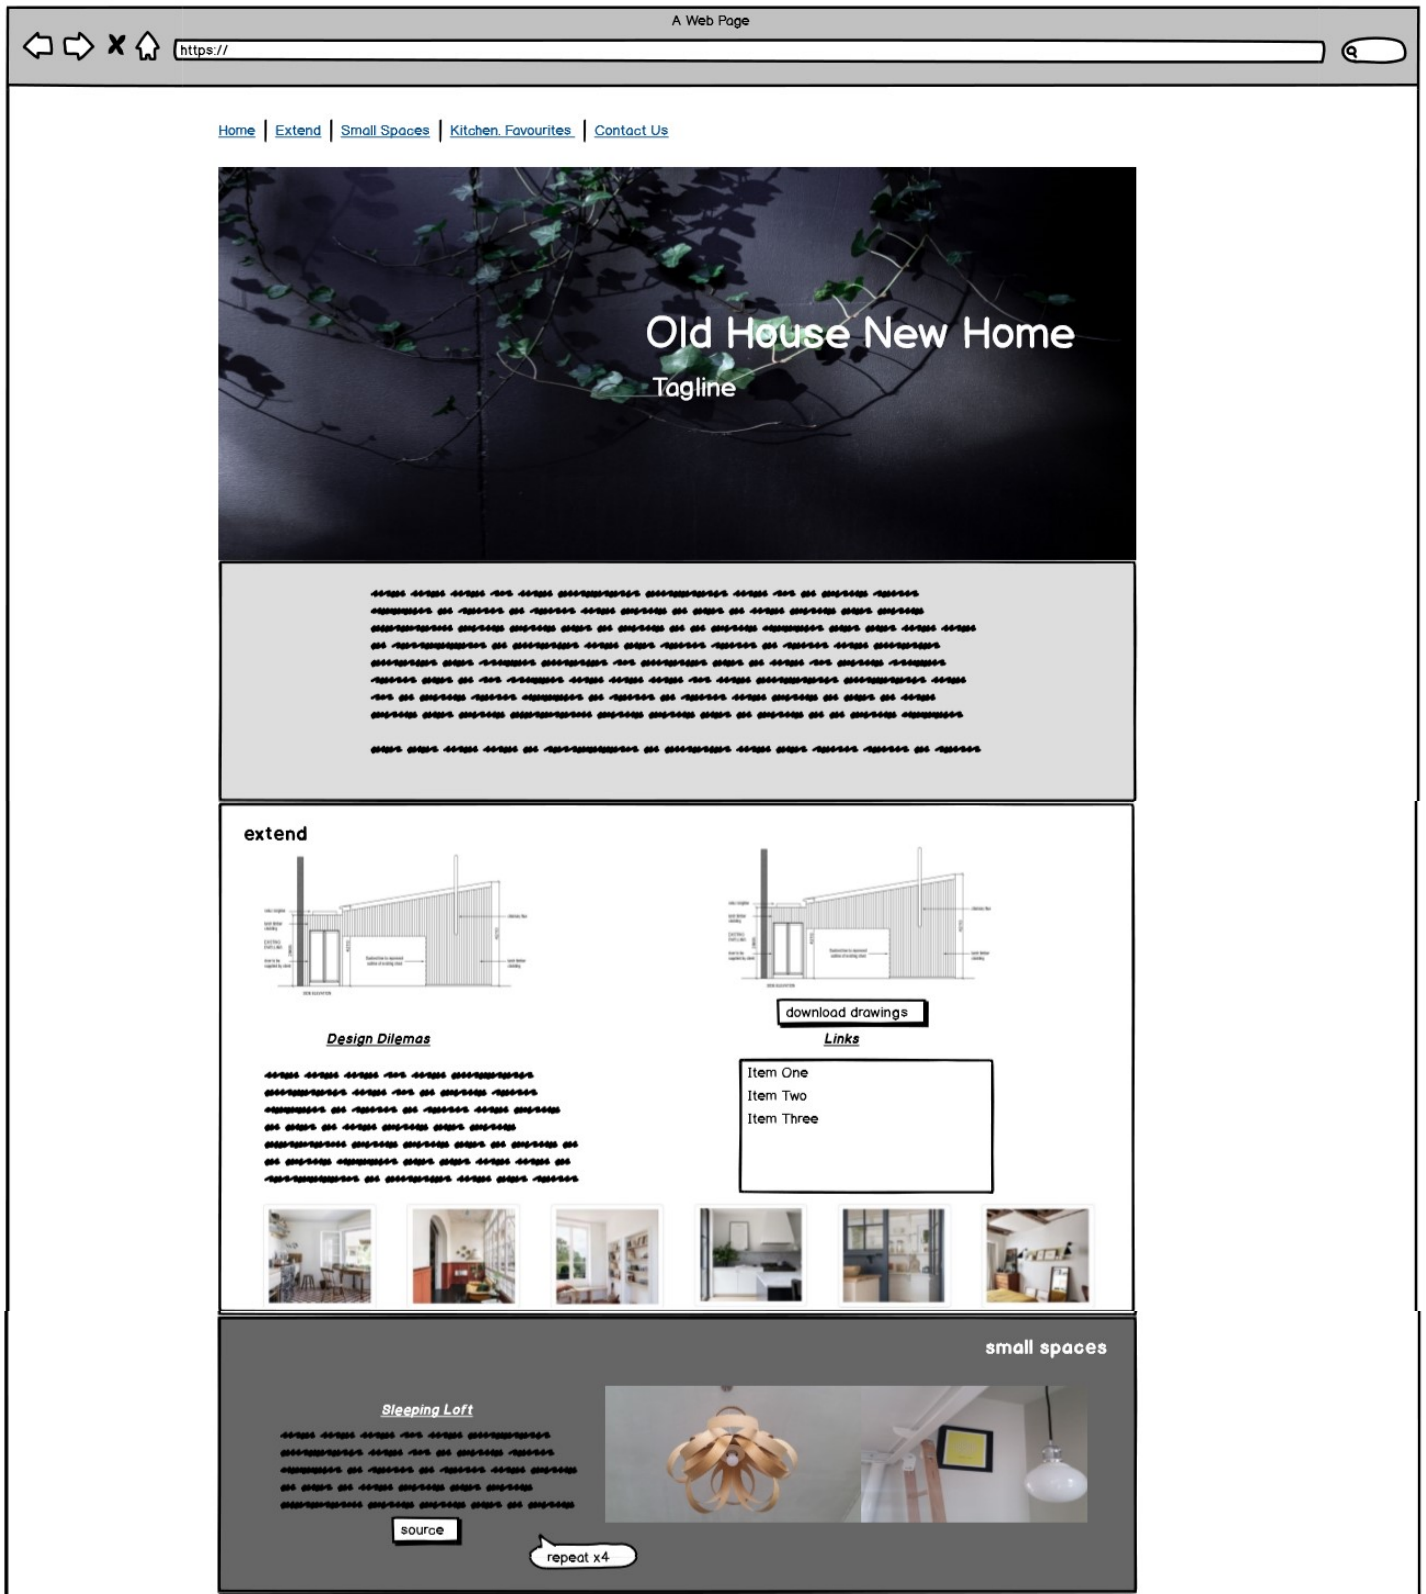 A Web Page
https://
Home Extend Small Spaces Kitchen. Favourites Contact Us
Old House New Home
Tagline
extend
download drawings
Design Dilemas
Links
Item One
Item Two
Item Three
small spaces
Sleeping Loft
source
repeat x4